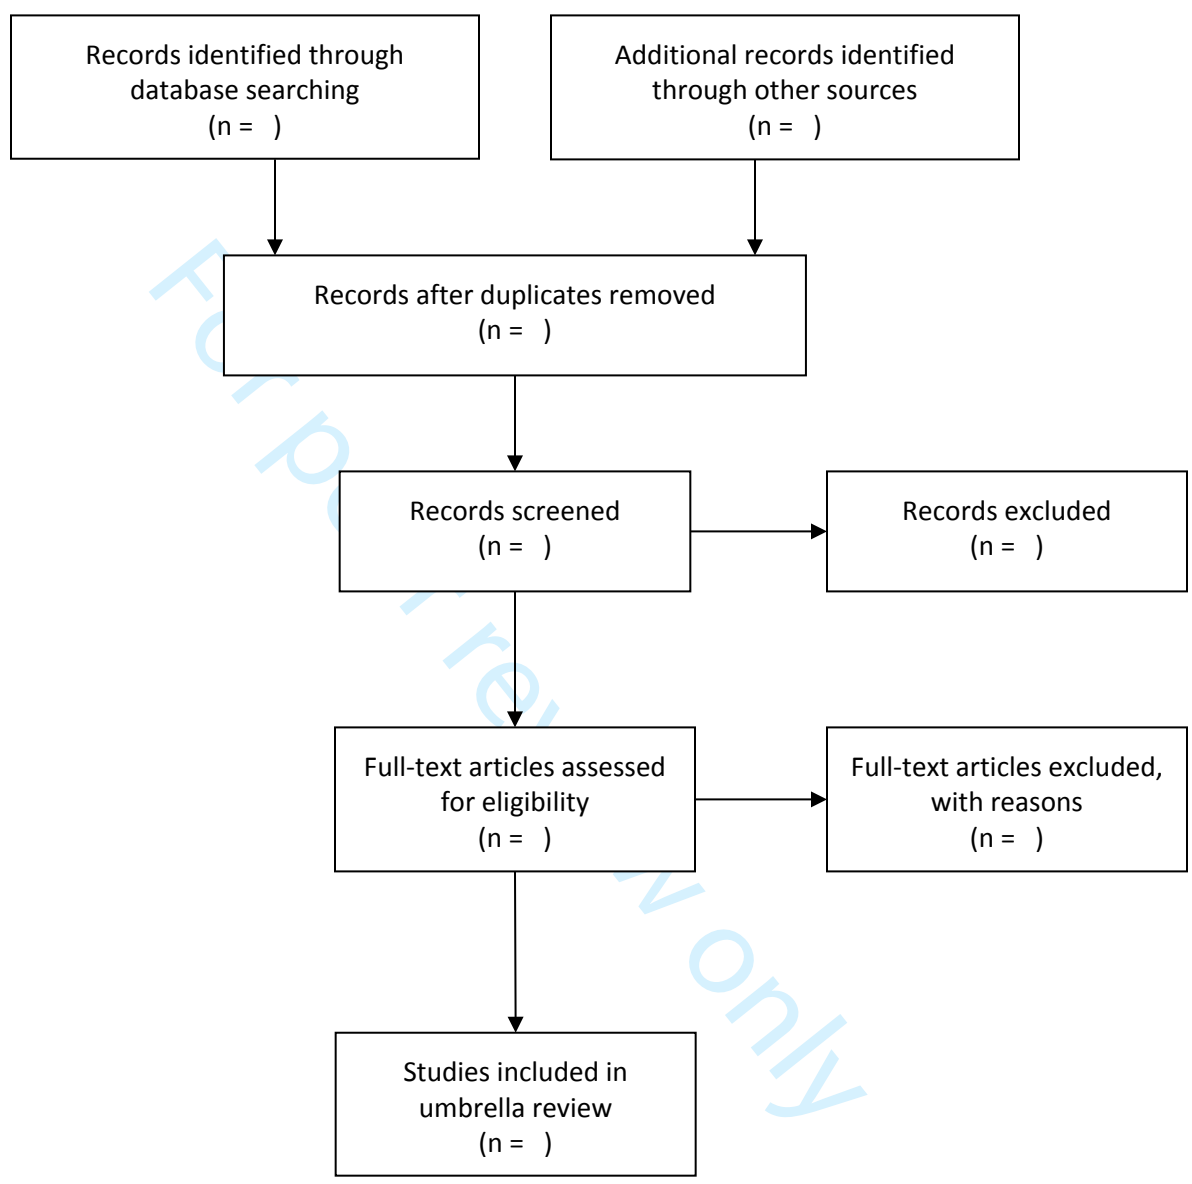 Records identified through
database searching
(n =   )
Additional records identified
through other sources
(n =   )
Records after duplicates removed
(n =   )
Records screened
(n =   )
Records excluded
(n =   )
Full-text articles assessed
for eligibility
(n =   )
Full-text articles excluded,
with reasons
(n =   )
Studies included in
umbrella review
(n =   )
For peer review only